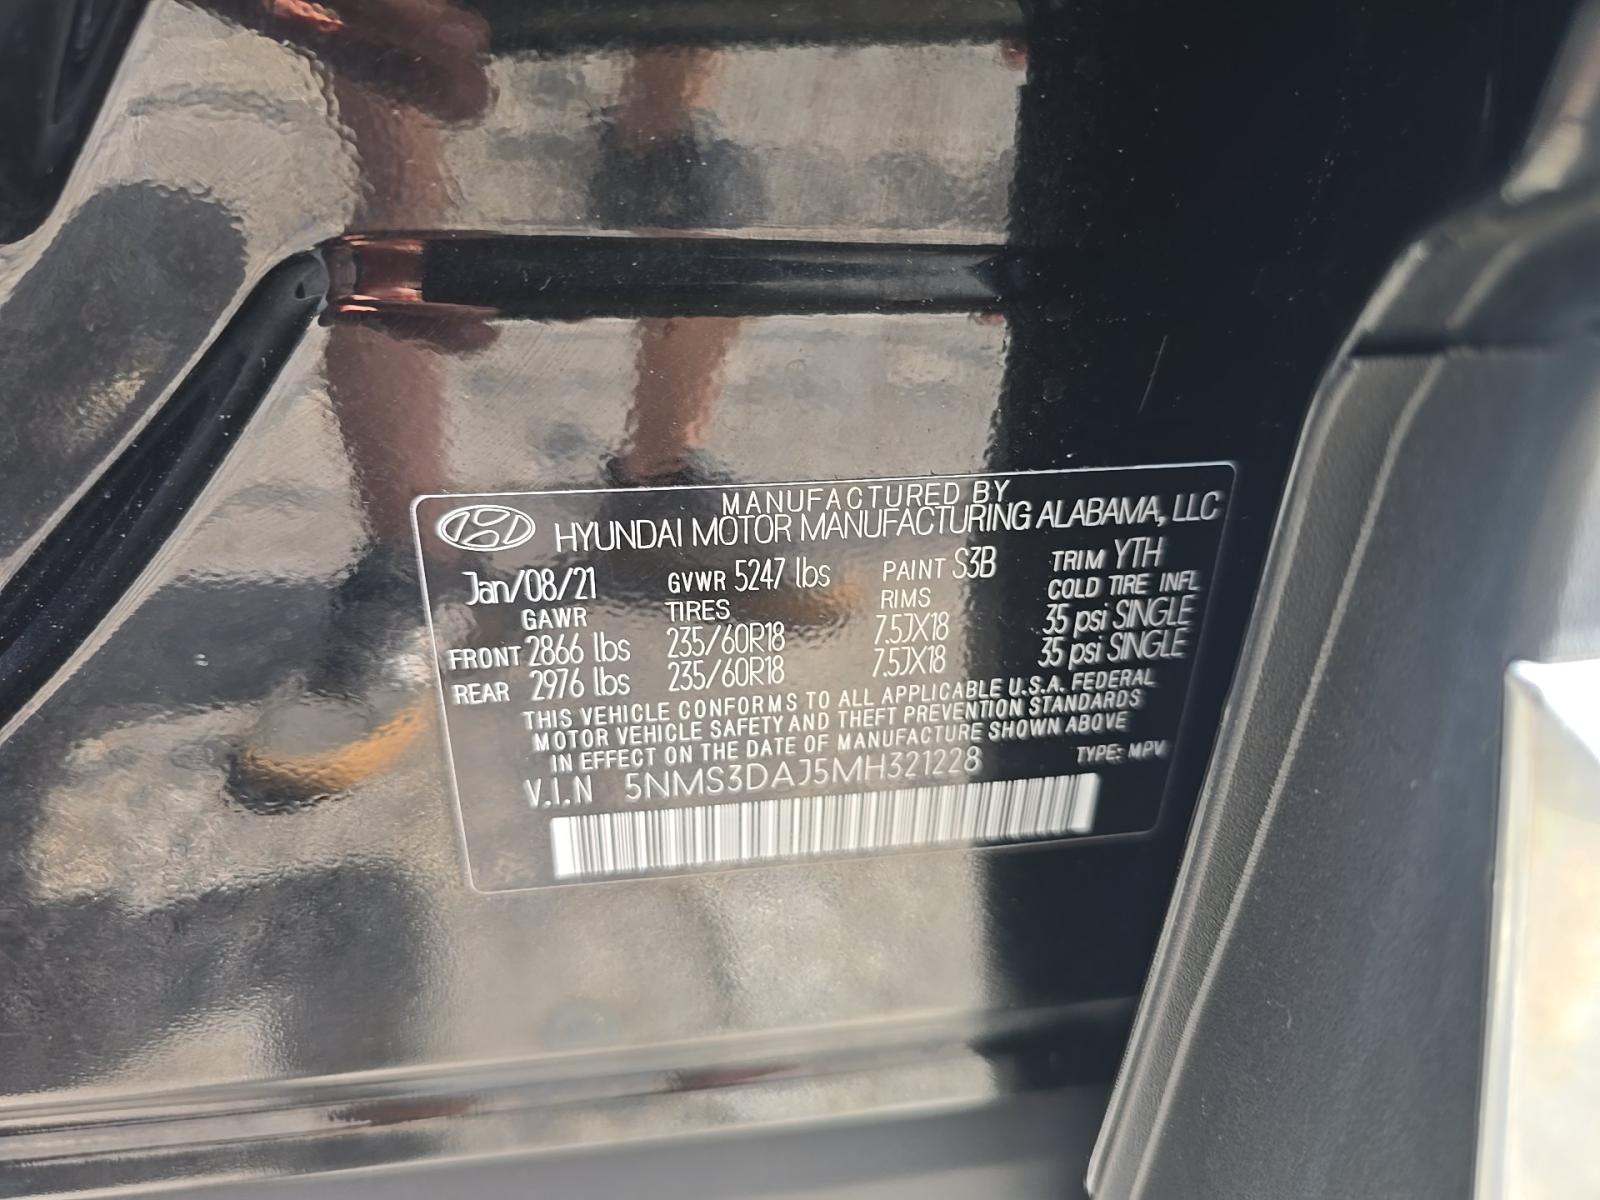 MANUFACTURED BY
HYUNDAI MOTOR MANUFACTURING ALABAMA, LLC
Jan/08/21 GVWR 5247 lbs PAINT S3B TRIM YTH
GAWR TIRES RIMS COLD TIRE INFL
FRONT 2866 lbs 235/60R18 7.5JX18 35 psi SINGLE
REAR 2976 lbs 235/60R18 7.5JX18 35 psi SINGLE
THIS VEHICLE CONFORMS TO ALL APPLICABLE U.S.A. FEDERAL
MOTOR VEHICLE SAFETY AND THEFT PREVENTION STANDARDS
IN EFFECT ON THE DATE OF MANUFACTURE SHOWN ABOVE
V.I.N 5NMS3DAJ5MH321228 TYPE: MPV